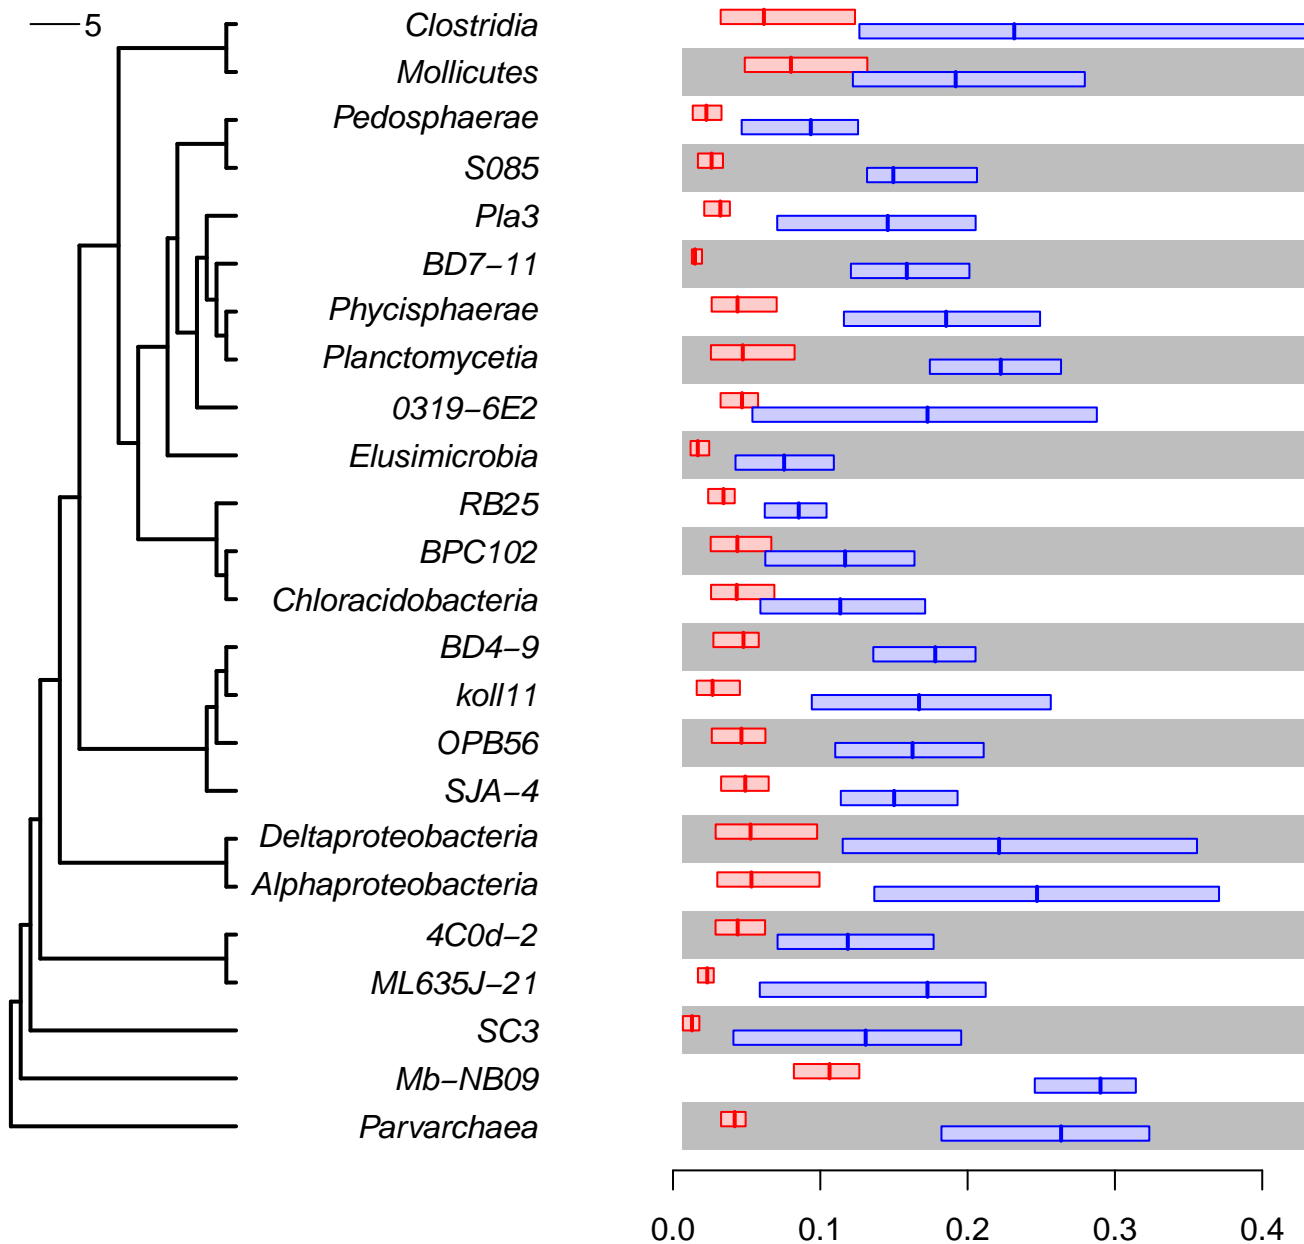 5
Clostridia
Mollicutes
Pedosphaerae
S085
Pla3
BD7−11
Phycisphaerae
Planctomycetia
0319−6E2
Elusimicrobia
RB25
BPC102
Chloracidobacteria
BD4−9
koll11
OPB56
SJA−4
Deltaproteobacteria
Alphaproteobacteria
4C0d−2
ML635J−21
SC3
Mb−NB09
Parvarchaea
0.0 0.1 0.2 0.3 0.4